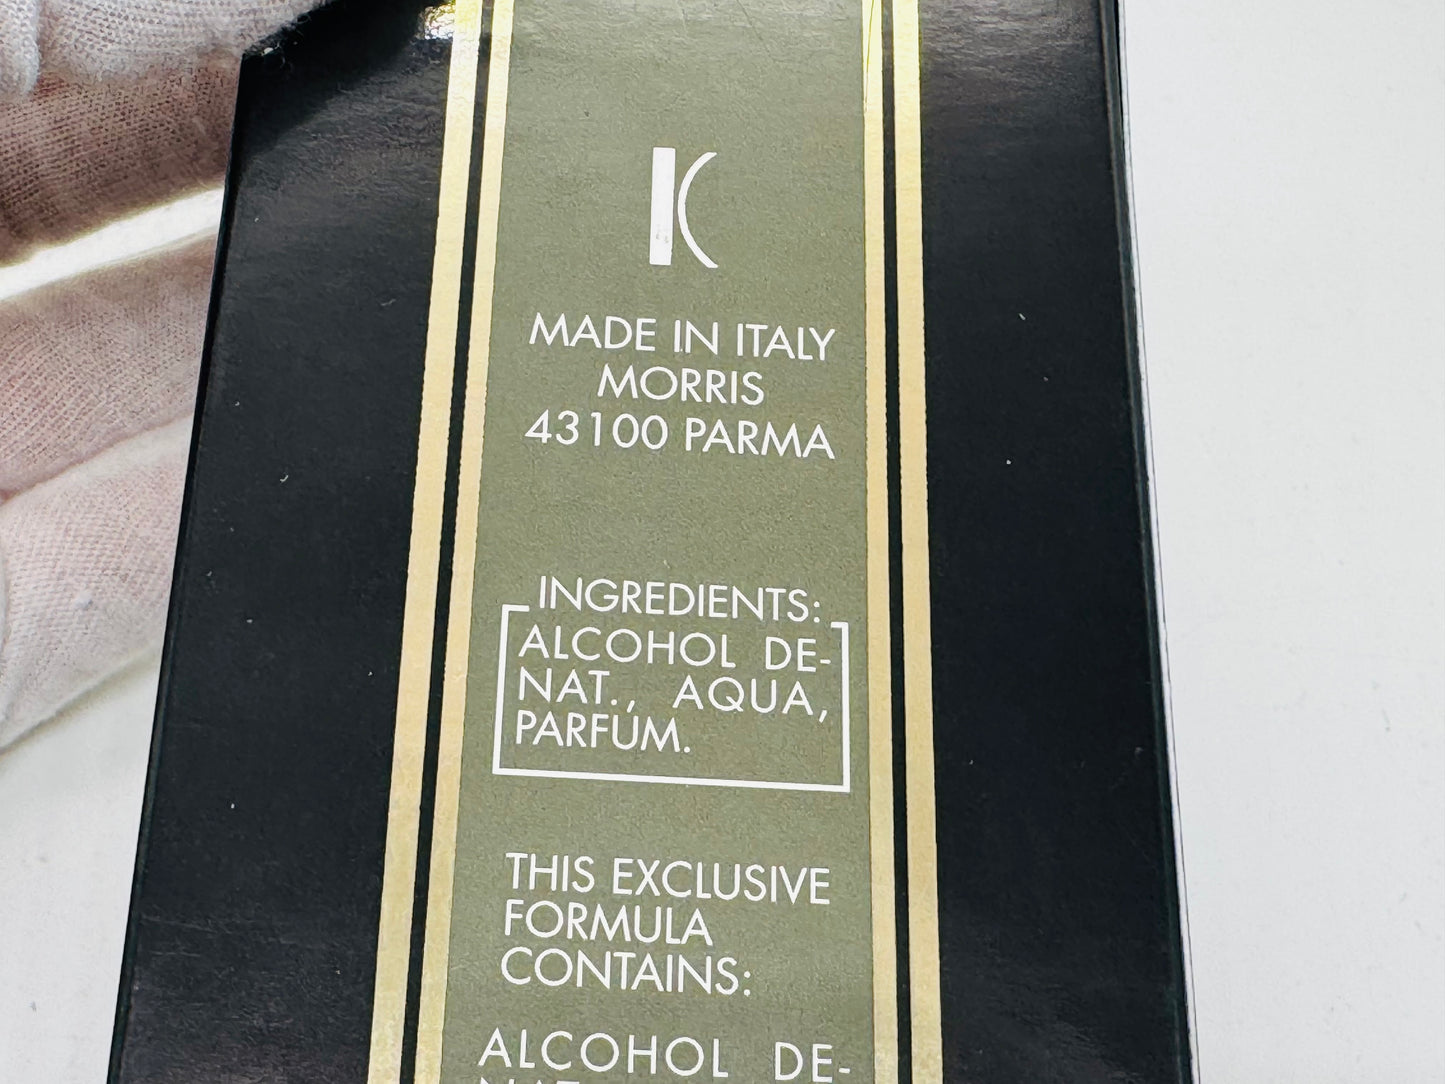 K
MADE IN ITALY
MORRIS
43100 PARMA
INGREDIENTS:
ALCOHOL DE-
NAT., AQUA,
PARFUM.
THIS EXCLUSIVE
FORMULA
CONTAINS:
ALCOHOL DE-